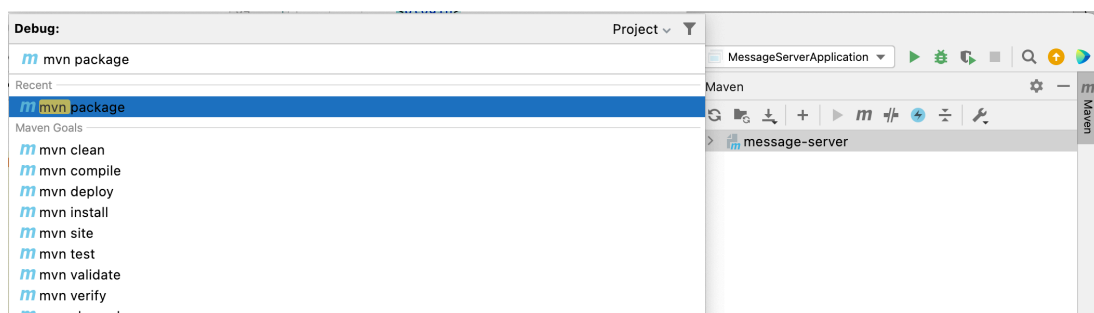 Debug:
Project
mvn package
Recent
mvn package
Maven Goals
mvn clean
mvn compile
mvn deploy
mvn install
mvn site
mvn test
mvn validate
mvn verify
MessageServerApplication
Maven
message-server
Maven